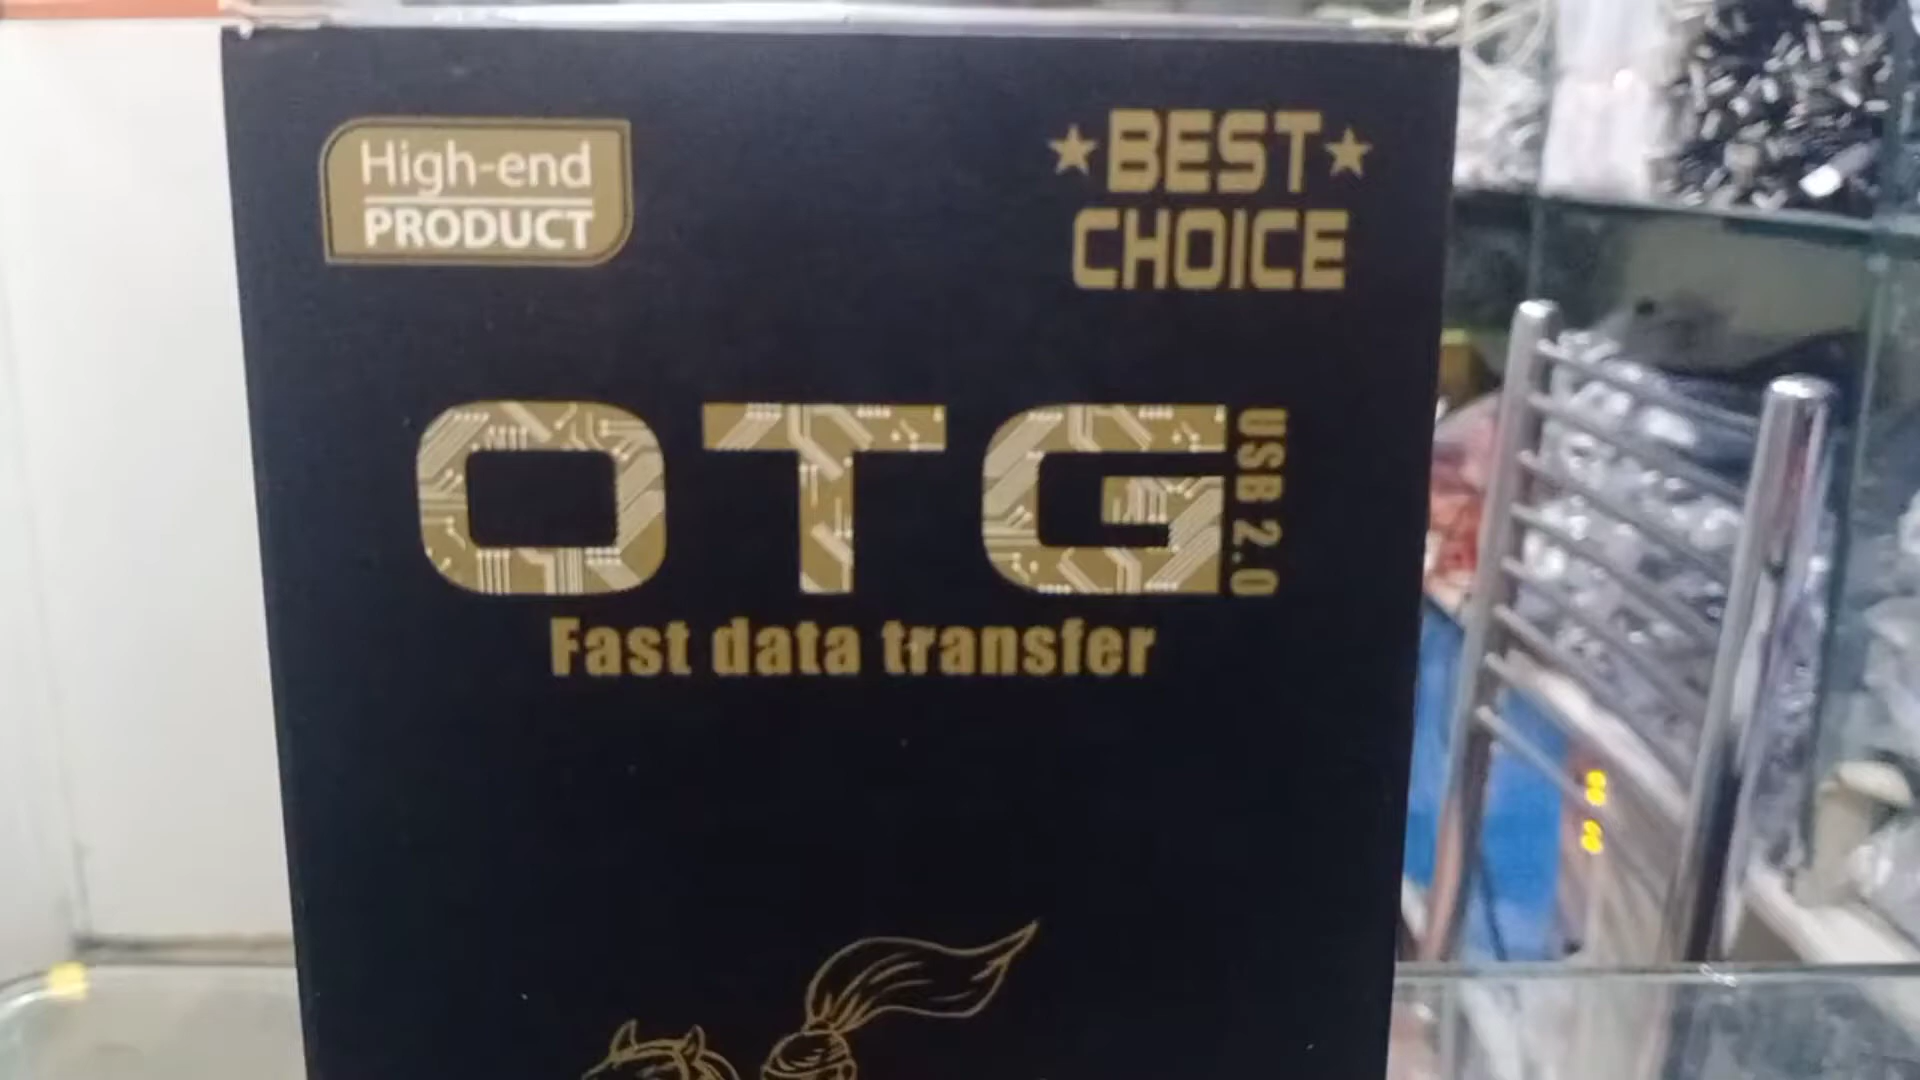 High-end
PRODUCT
BEST
CHOICE
OTG
USB 2.0
Fast data transfer